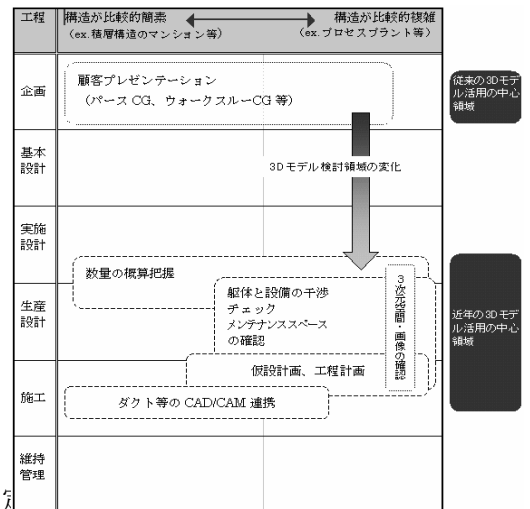 工程
構造が比較的簡素
(ex.積層構造のマンション等)
構造が比較的複雑
(ex.プロセスプラント等)
企画
顧客プレゼンテーション
(パース CG、ウォークスルーCG 等)
従来の3Dモデ
ル活用の中心
領域
基本
設計
3Dモデル検討領域の変化
実施
設計
数量の概算把握
生産
設計
躯体と設備の干渉
チェック
メンテナンススペース
の確認
3次元空間・画像の確認
近年の3Dモデ
ル活用の中心
領域
仮設計画、工程計画
施工
ダクト等の CAD/CAM 連携
維持
管理